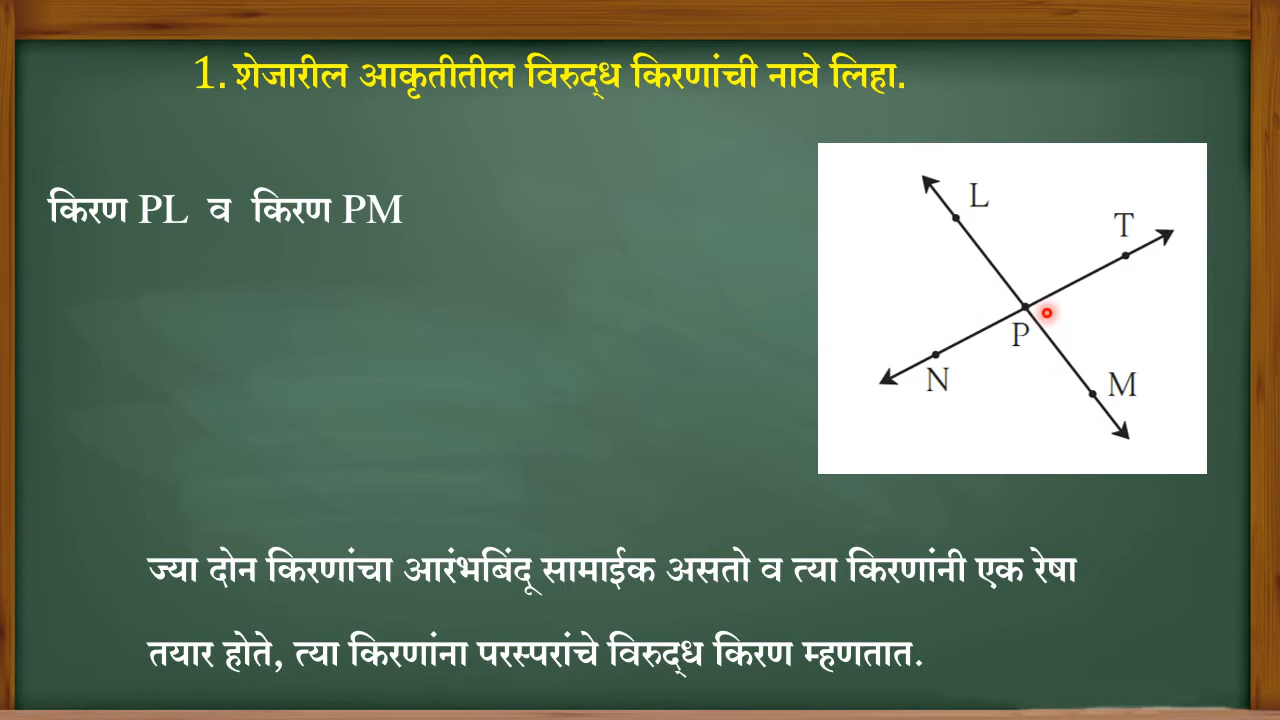 1. शेजारील आकृतीतील विरुद्ध किरणांची नावे लिहा.
किरण PL व किरण PM
L
T
P
N
M
ज्या दोन किरणांचा आरंभबिंदू सामाईक असतो व त्या किरणांनी एक रेषा
तयार होते, त्या किरणांना परस्परांचे विरुद्ध किरण म्हणतात.